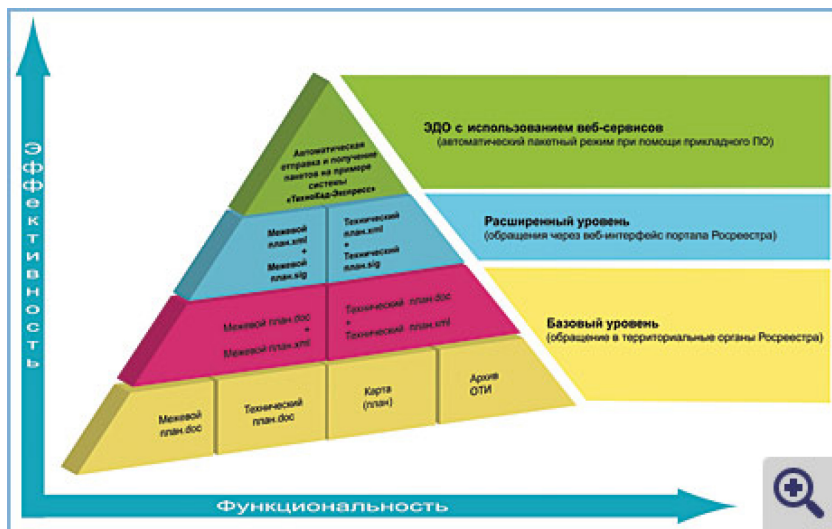 Эффективность
Автоматическая
отправка и получение
пакетов на примере
системы
«ТехноКад-Экспресс»
ЭДО с использованием веб-сервисов
(автоматический пакетный режим при помощи прикладного ПО)
Межевой
план.xml
+
Межевой
план.sig
Технический
план.xml
+
Технический
план.sig
Расширенный уровень
(обращения через веб-интерфейс портала Росреестра)
Межевой план.doc
+
Межевой план.xml
Технический план.doc
+
Технический план.xml
Базовый уровень
(обращение в территориальные органы Росреестра)
Межевой
план.doc
Технический
план.doc
Карта
(план)
Архив
ОТИ
Функциональность